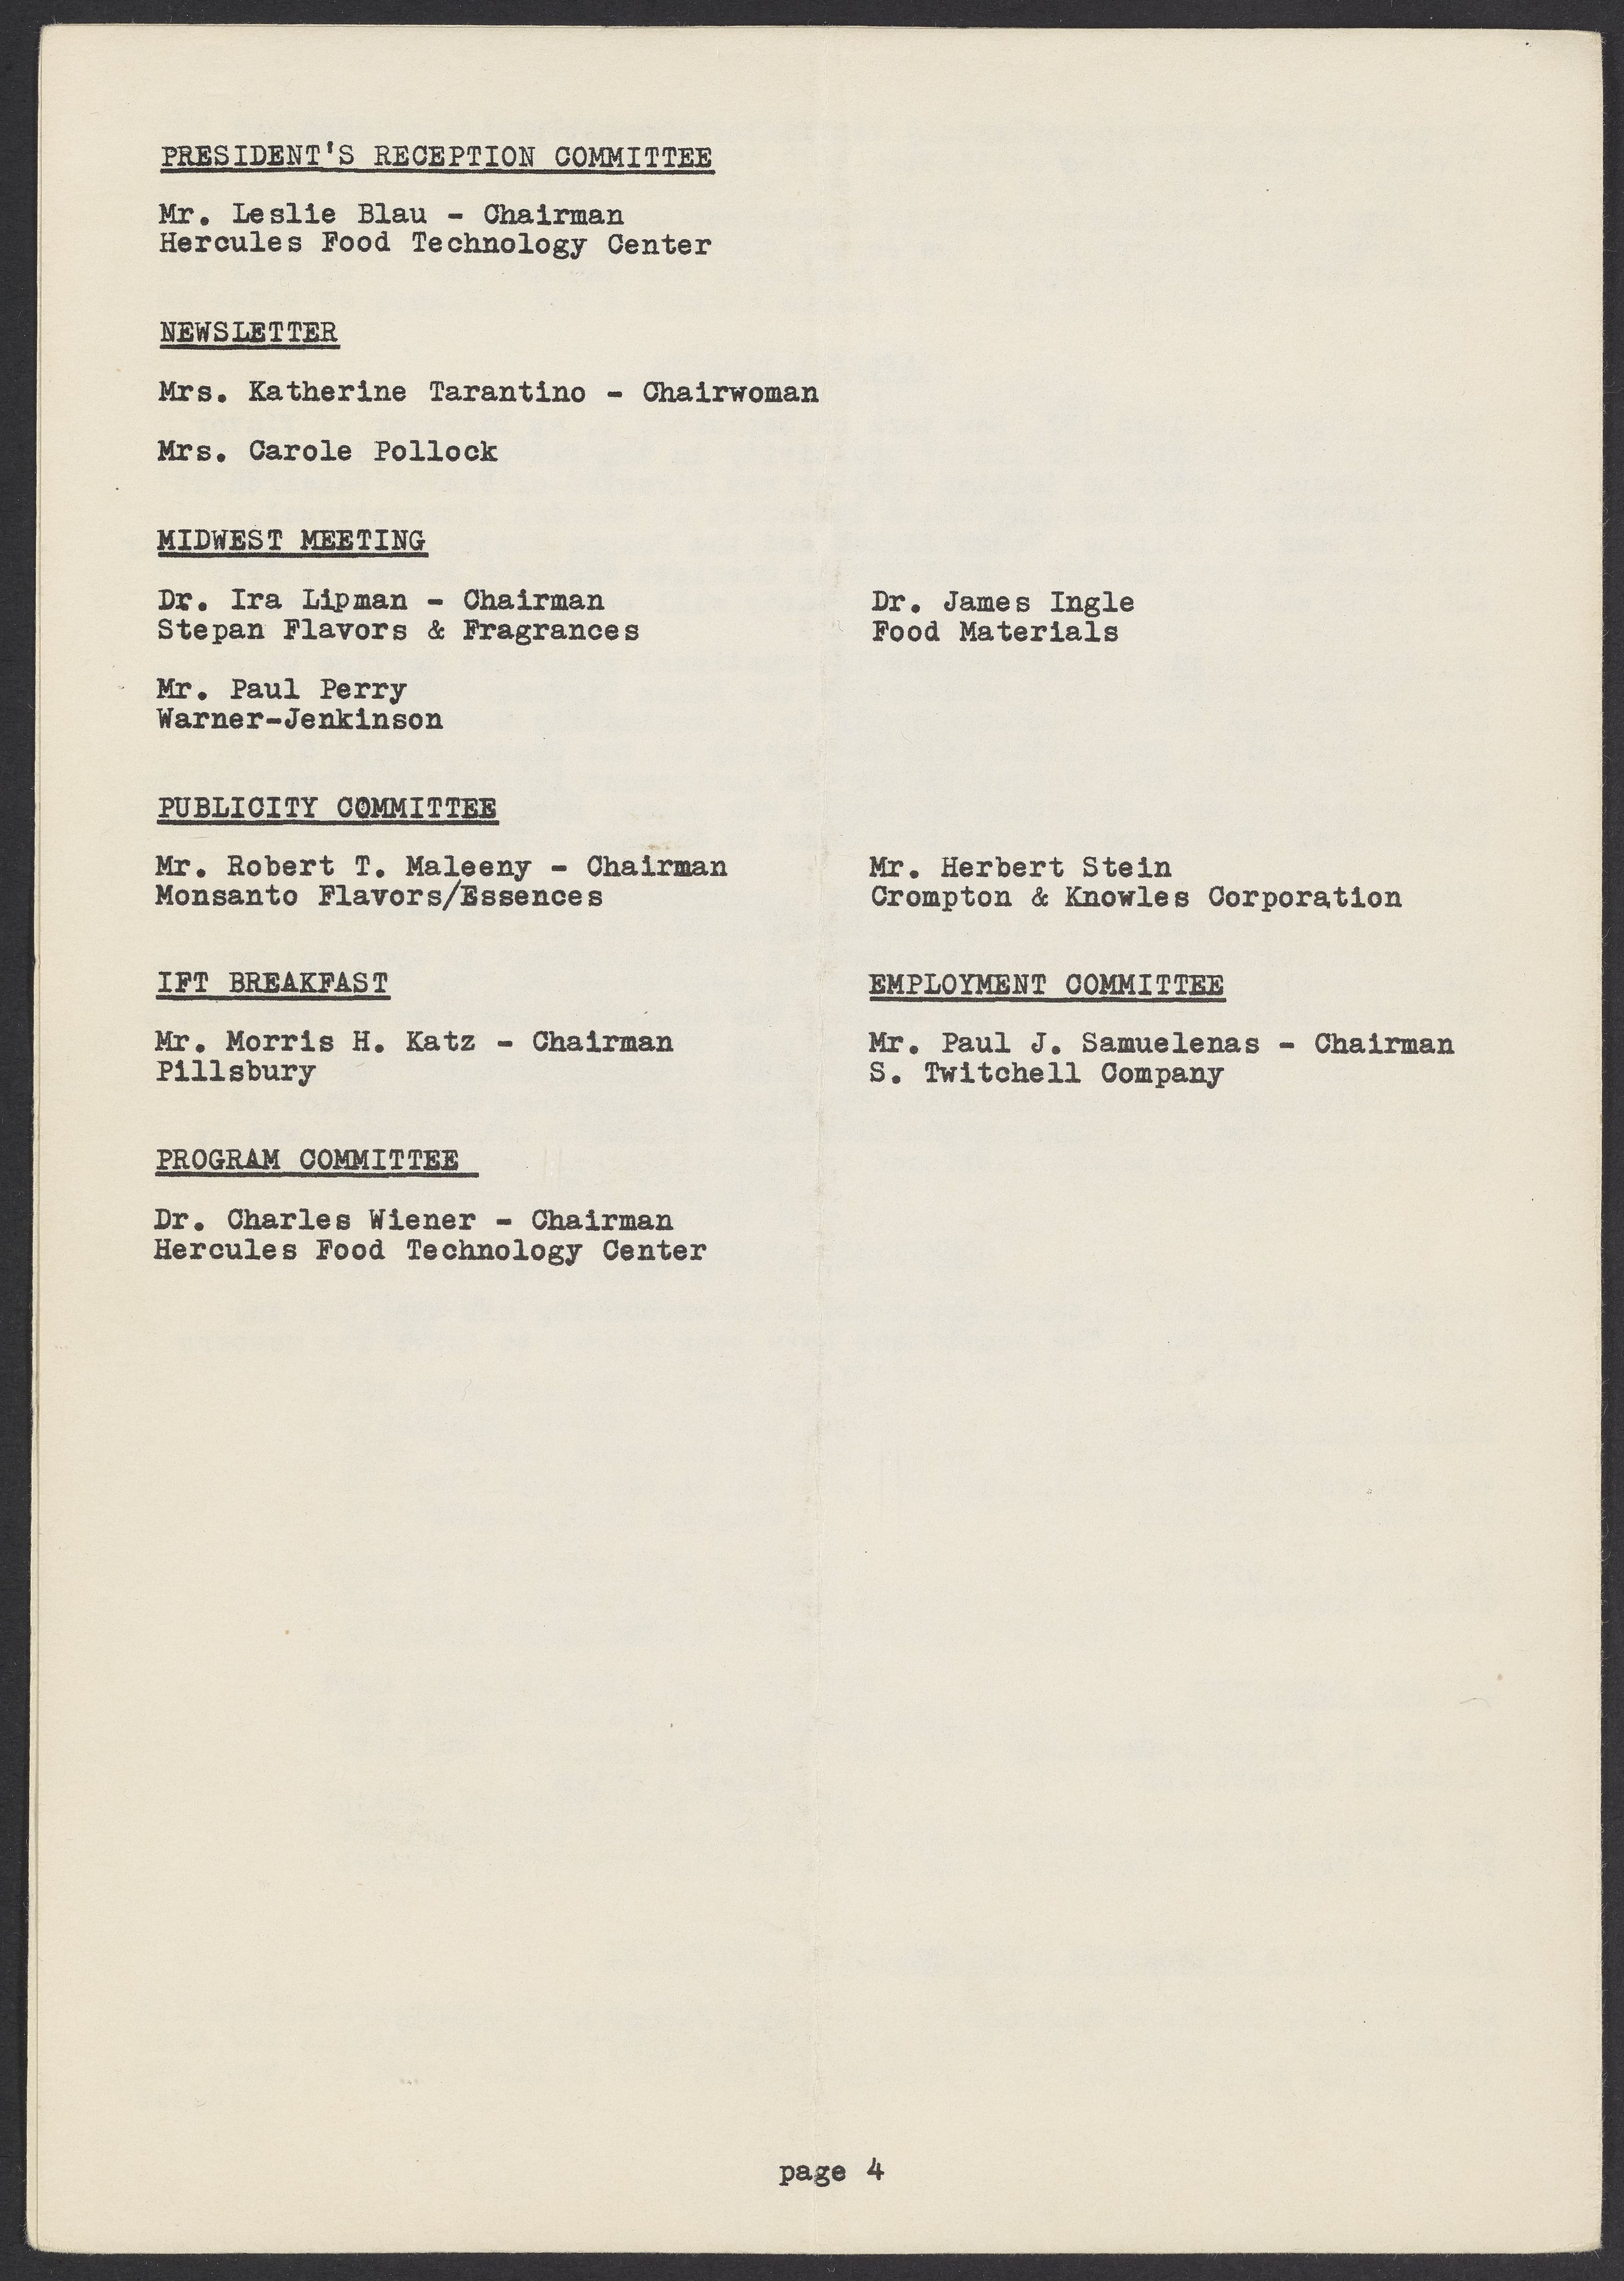 PRESIDENT'S RECEPTION COMMITTEE
Mr. Leslie Blau - Chairman
Hercules Food Technology Center
NEWSLETTER
Mrs. Katherine Tarantino - Chairwoman
Mrs. Carole Pollock
MIDWEST MEETING
Dr. Ira Lipman - Chairman
Stepan Flavors & Fragrances
Dr. James Ingle
Food Materials
Mr. Paul Perry
Warner-Jenkinson
PUBLICITY COMMITTEE
Mr. Robert T. Maleeny - Chairman
Monsanto Flavors/Essences
Mr. Herbert Stein
Crompton & Knowles Corporation
IFT BREAKFAST
Mr. Morris H. Katz - Chairman
Pillsbury
EMPLOYMENT COMMITTEE
Mr. Paul J. Samuelenas - Chairman
S. Twitchell Company
PROGRAM COMMITTEE
Dr. Charles Wiener - Chairman
Hercules Food Technology Center
page 4